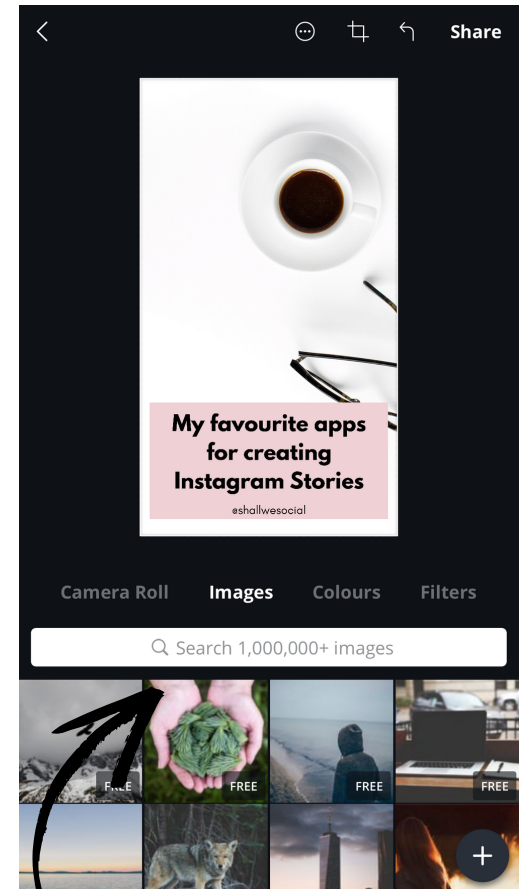 Share
My favourite apps
for creating
Instagram Stories
@shallwesocial
Camera Roll Images Colours Filters
Search 1,000,000+ images
FREE FREE FREE FREE